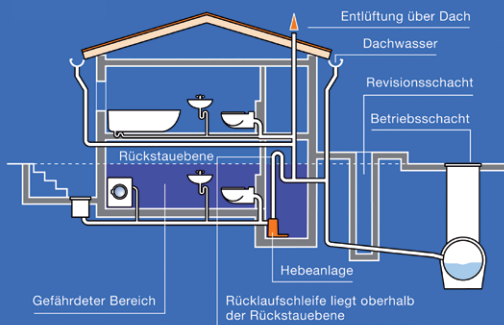 Entlüftung über Dach
Dachwasser
Revisionsschacht
Betriebsschacht
Rückstauebene
Hebeanlage
Gefährdeter Bereich
Rücklaufschleife liegt oberhalb
der Rückstauebene